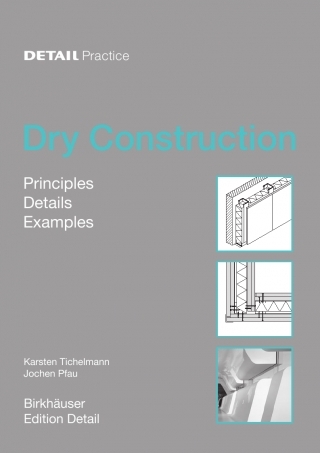 DETAIL Practice
Dry Construction
Principles
Details
Examples
Karsten Tichelmann
Jochen Pfau
Birkhäuser
Edition Detail